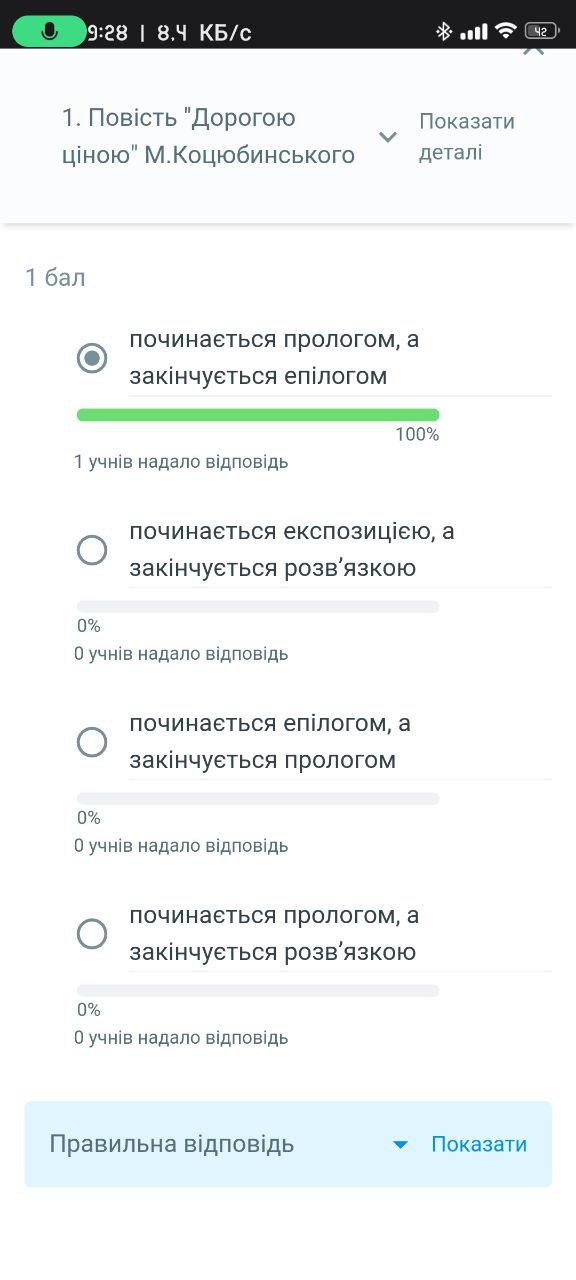 9:28 | 8.4 КБ/с
42
1. Повість "Дорогою
ціною" М.Коцюбинського
Показати
деталі
1 бал
починається прологом, а
закінчується епілогом
100%
1 учнів надало відповідь
починається експозицією, а
закінчується розв’язкою
0%
0 учнів надало відповідь
починається епілогом, а
закінчується прологом
0%
0 учнів надало відповідь
починається прологом, а
закінчується розв’язкою
0%
0 учнів надало відповідь
Правильна відповідь
Показати